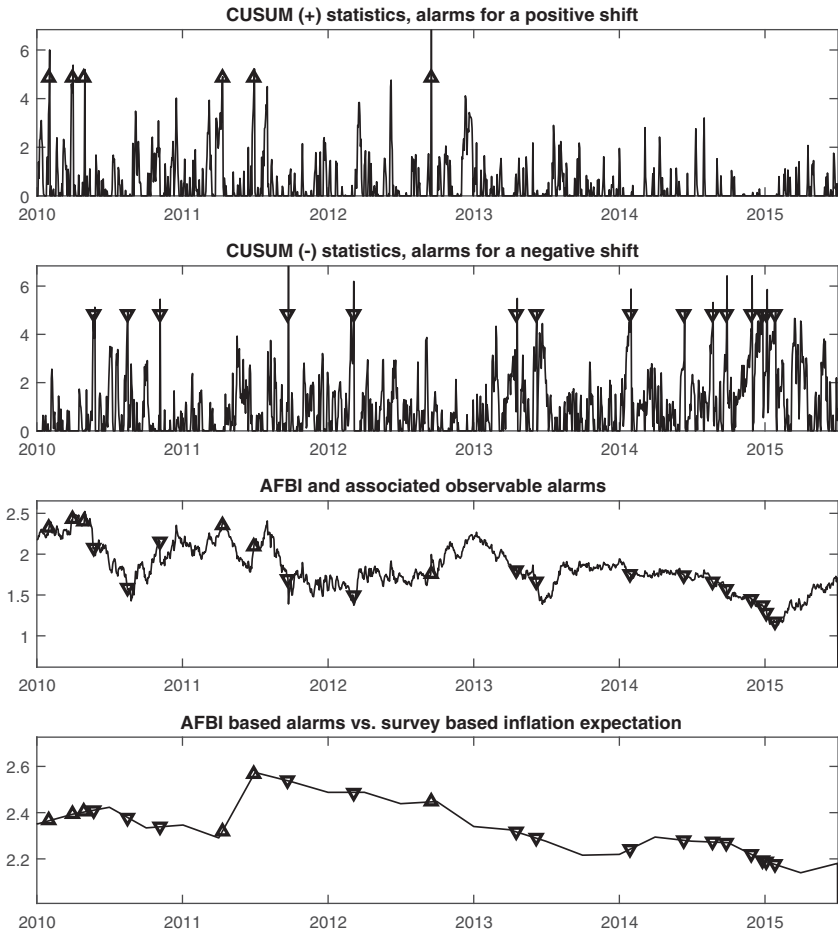 CUSUM (+) statistics, alarms for a positive shift
6
4
2
0
2010 2011 2012 2013 2014 2015
CUSUM (-) statistics, alarms for a negative shift
6
4
2
0
2010 2011 2012 2013 2014 2015
AFBI and associated observable alarms
2.5
2
1.5
1
2010 2011 2012 2013 2014 2015
AFBI based alarms vs. survey based inflation expectation
2.6
2.4
2.2
2010 2011 2012 2013 2014 2015